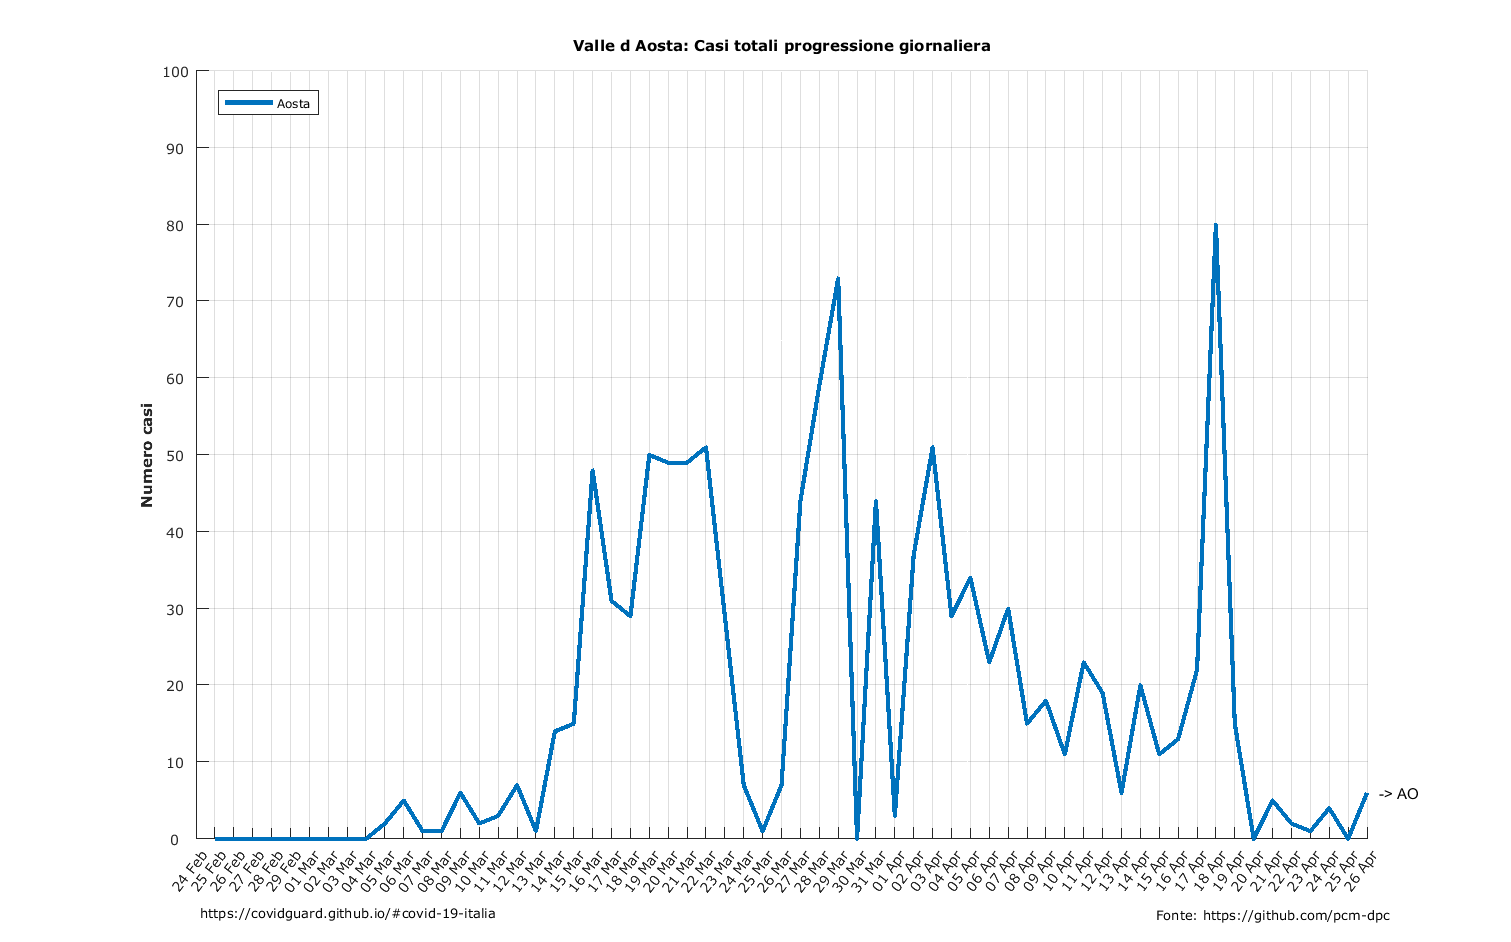 Valle d Aosta: Casi totali progressione giornaliera
100
90
80
70
60
50
40
30
20
10
0
Numero casi
Aosta
-> AO
24 Feb
25 Feb
26 Feb
27 Feb
28 Feb
29 Feb
01 Mar
02 Mar
03 Mar
04 Mar
05 Mar
06 Mar
07 Mar
08 Mar
09 Mar
10 Mar
11 Mar
12 Mar
13 Mar
14 Mar
15 Mar
16 Mar
17 Mar
18 Mar
19 Mar
20 Mar
21 Mar
22 Mar
23 Mar
24 Mar
25 Mar
26 Mar
27 Mar
28 Mar
29 Mar
30 Mar
31 Mar
01 Apr
02 Apr
03 Apr
04 Apr
05 Apr
06 Apr
07 Apr
08 Apr
09 Apr
10 Apr
11 Apr
12 Apr
13 Apr
14 Apr
15 Apr
16 Apr
17 Apr
18 Apr
19 Apr
20 Apr
21 Apr
22 Apr
23 Apr
24 Apr
25 Apr
26 Apr
https://covidguard.github.io/#covid-19-italia
Fonte: https://github.com/pcm-dpc